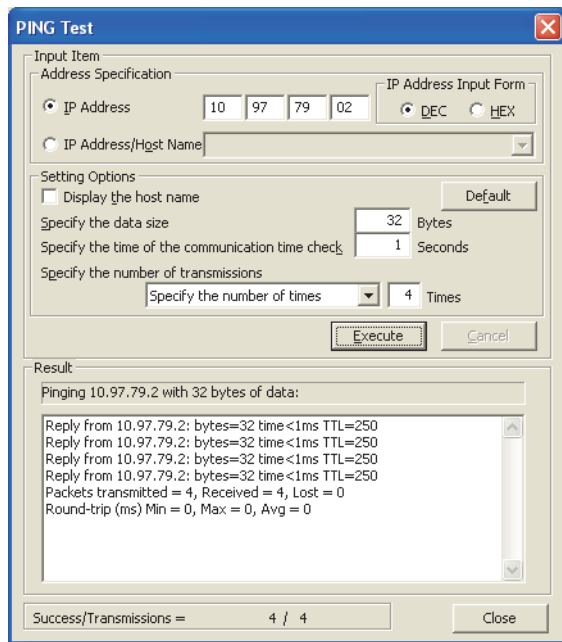 PING Test
Input Item
Address Specification
IP Address Input Form
IP Address 10 97 79 02 DEC HEX
IP Address/Host Name
Setting Options
Display the host name Default
Specify the data size 32 Bytes
Specify the time of the communication time check 1 Seconds
Specify the number of transmissions
Specify the number of times 4 Times
Execute Cancel
Result
Pinging 10.97.79.2 with 32 bytes of data:
Reply from 10.97.79.2: bytes=32 time<1ms TTL=250
Reply from 10.97.79.2: bytes=32 time<1ms TTL=250
Reply from 10.97.79.2: bytes=32 time<1ms TTL=250
Reply from 10.97.79.2: bytes=32 time<1ms TTL=250
Packets transmitted = 4, Received = 4, Lost = 0
Round-trip (ms) Min = 0, Max = 0, Avg = 0
Success/Transmissions = 4 / 4 Close